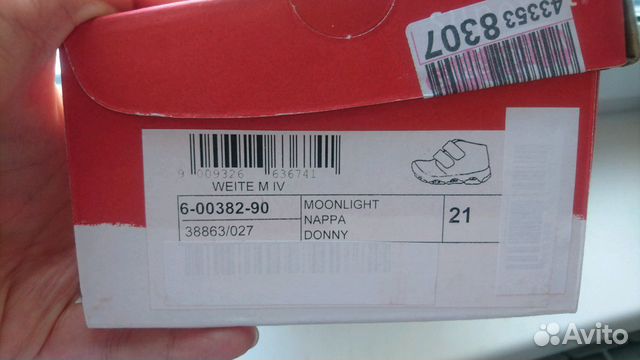 43353 8307
9 009326 636741
WEITE M IV
6-00382-90
38863/027
MOONLIGHT
NAPPA
DONNY
21
Avito